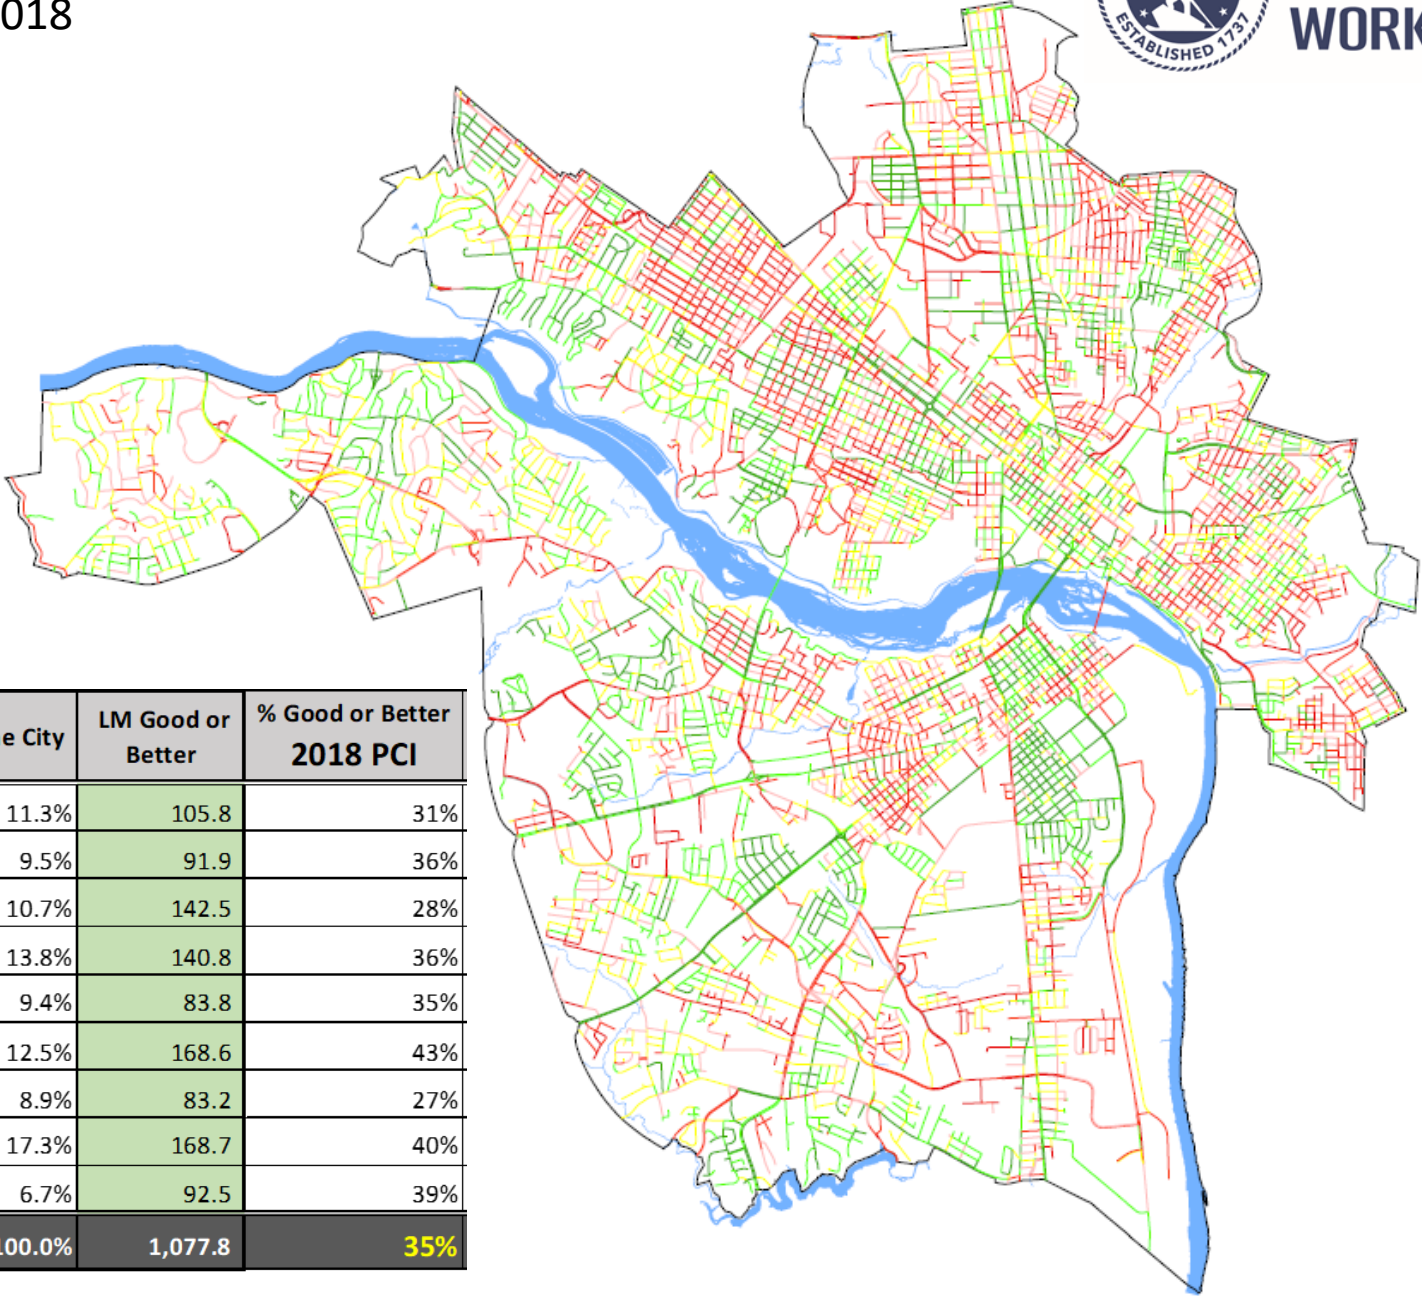 018
ESTABLISHED 1737
WORK
e City LM Good or Better % Good or Better 2018 PCI
11.3% 105.8 31%
9.5% 91.9 36%
10.7% 142.5 28%
13.8% 140.8 36%
9.4% 83.8 35%
12.5% 168.6 43%
8.9% 83.2 27%
17.3% 168.7 40%
6.7% 92.5 39%
100.0% 1,077.8 35%